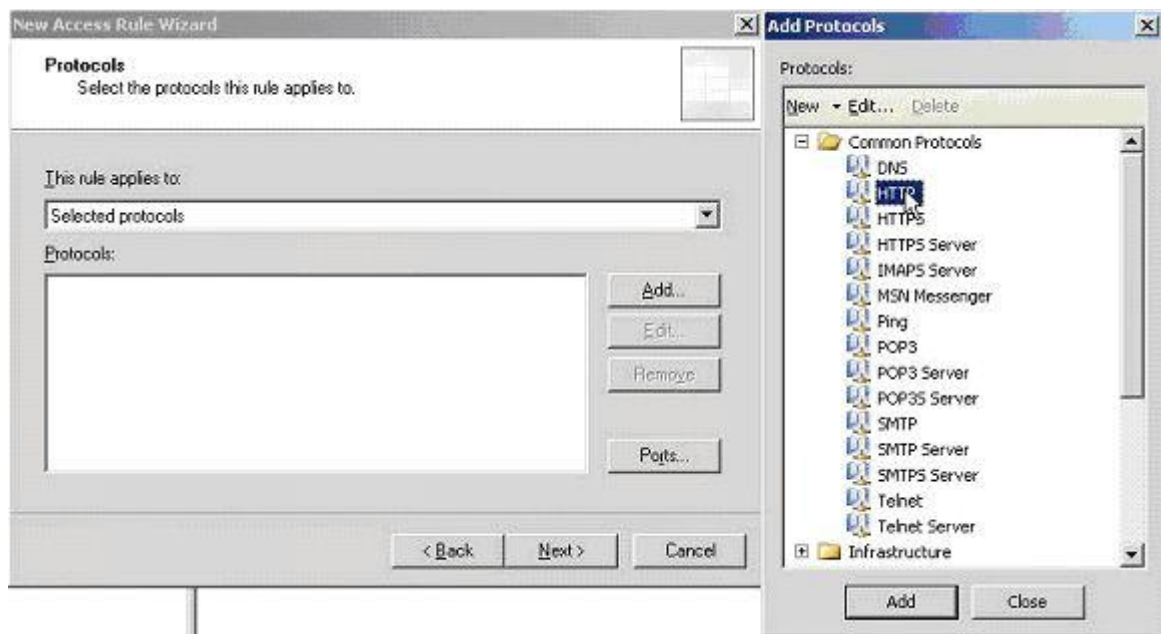 New Access Rule Wizard
Protocols
Select the protocols this rule applies to.
This rule applies to:
Selected protocols
Protocols:
Add...
Edit...
Remove
Ports...
< Back
Next >
Cancel
Add Protocols
Protocols:
New Edit... Delete
Common Protocols
DNS
HTTP
HTTPS
HTTPS Server
IMAPS Server
MSN Messenger
Ping
POP3
POP3 Server
POP3S Server
SMTP
SMTP Server
SMTPS Server
Telnet
Telnet Server
Infrastructure
Add
Close